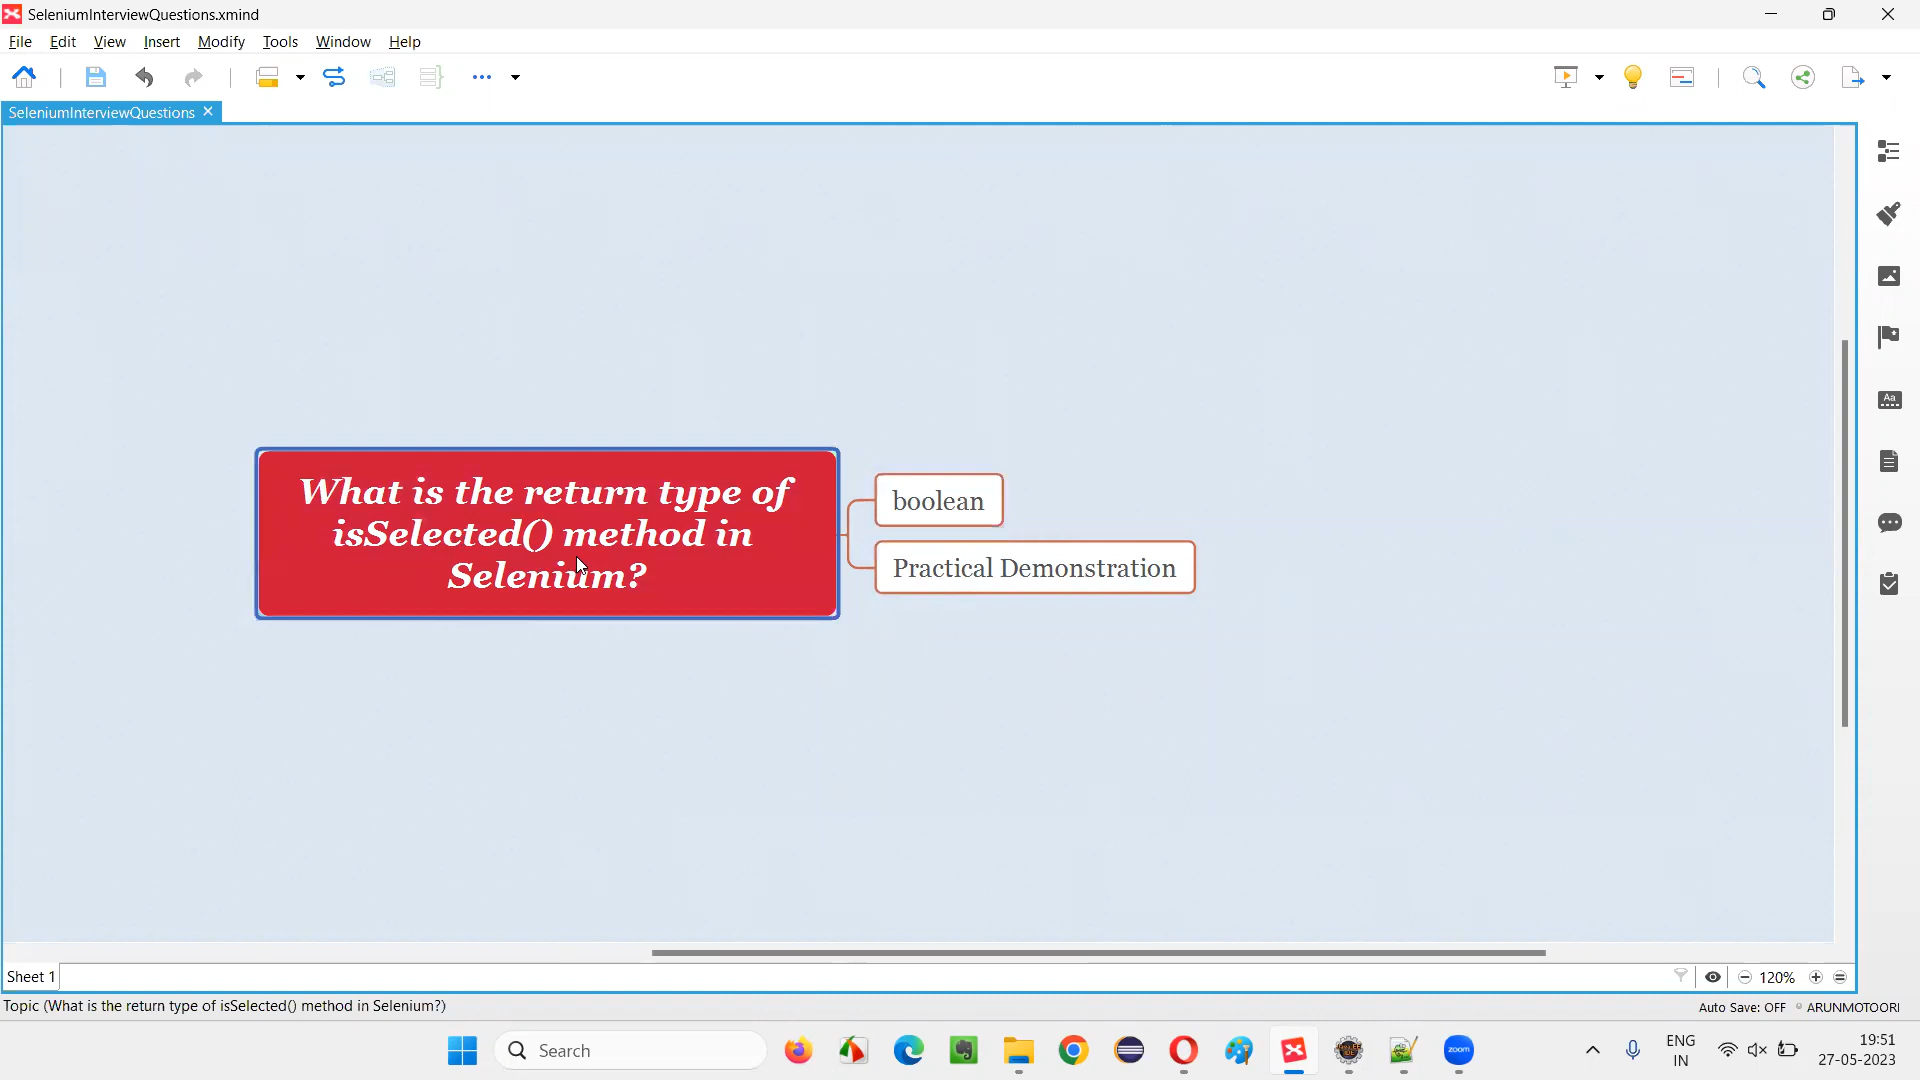 SeleniumInterviewQuestions.xmind
File Edit View Insert Modify Tools Window Help
SeleniumInterviewQuestions
What is the return type of
isSelected() method in
Selenium?
boolean
Practical Demonstration
Aa
Sheet 1
120%
Topic (What is the return type of isSelected() method in Selenium?)
Auto Save: OFF
ARUNMOTOORI
Search
zoom
ENG
IN
19:51
27-05-2023